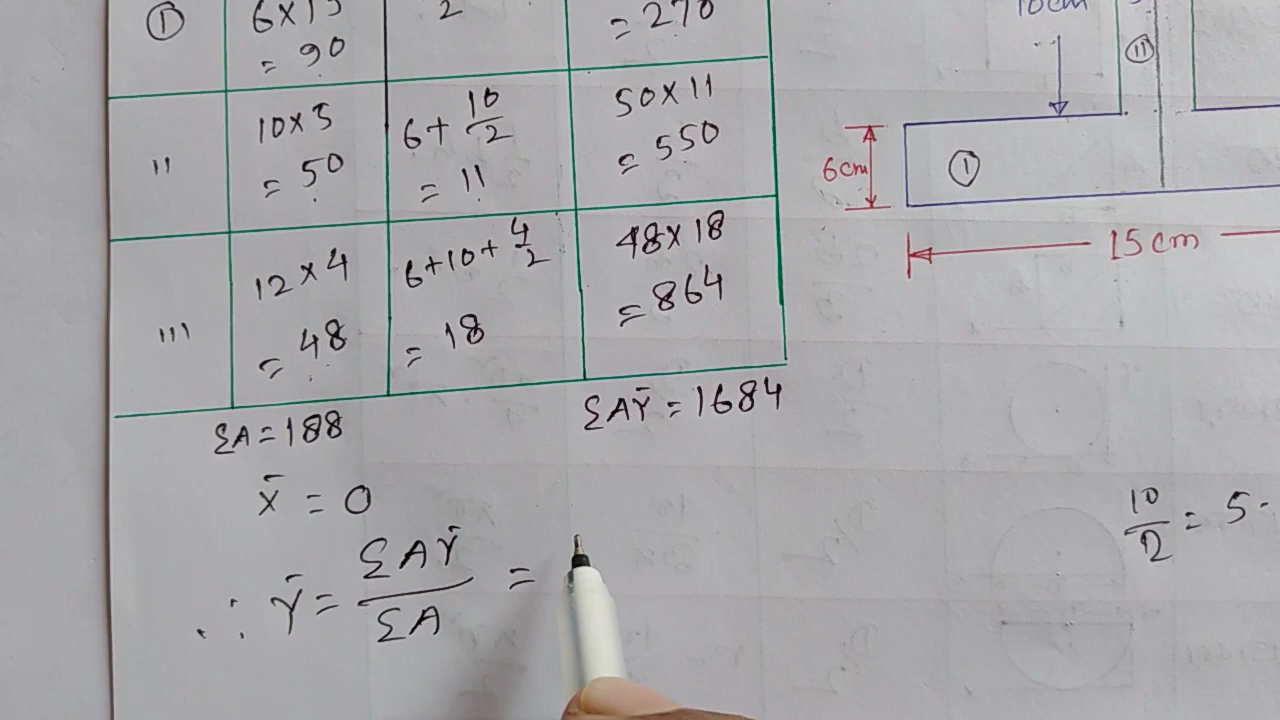 ①
6×15
= 90
2
= 270
11
10×5
= 50
6+ 10/2
= 11
50×11
= 550
111
12×4
= 48
6+10+ 4/2
= 18
48×18
= 864
ΣA=188
ΣAȲ = 1684
X̄ = 0
∴ Ȳ = ΣAȲ/ΣA =
10cm
⑪
6cm
①
15cm
10/2 = 5